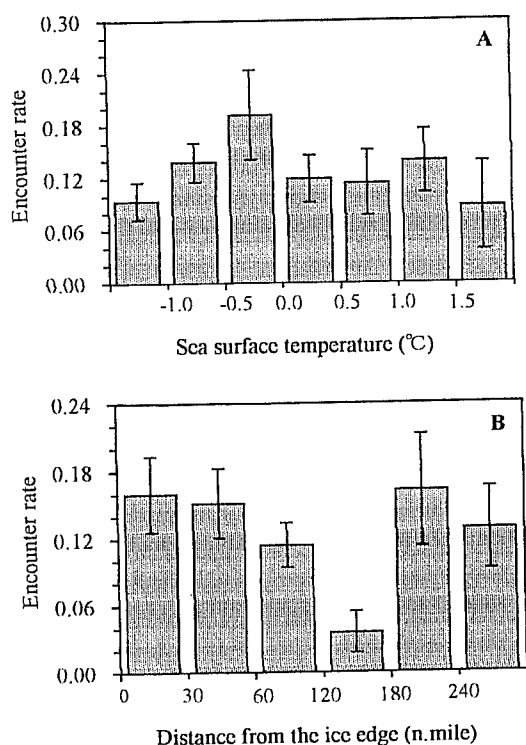 A
0.30
0.24
0.18
0.12
0.06
0.00
Encounter rate
-1.0 -0.5 0.0 0.5 1.0 1.5
Sea surface temperature (℃)
B
0.24
0.18
0.12
0.06
0.00
Encounter rate
0 30 60 120 180 240
Distance from the ice edge (n.mile)